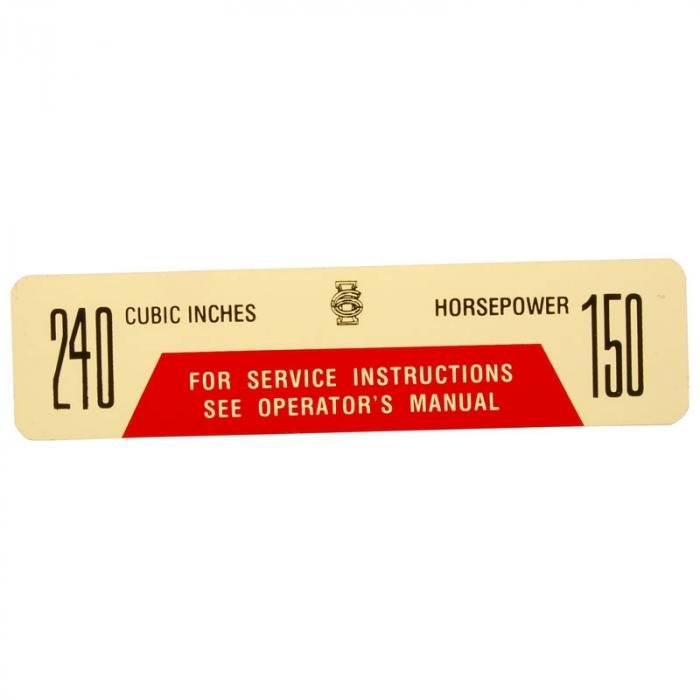 240 CUBIC INCHES HORSEPOWER 150
FOR SERVICE INSTRUCTIONS
SEE OPERATOR'S MANUAL